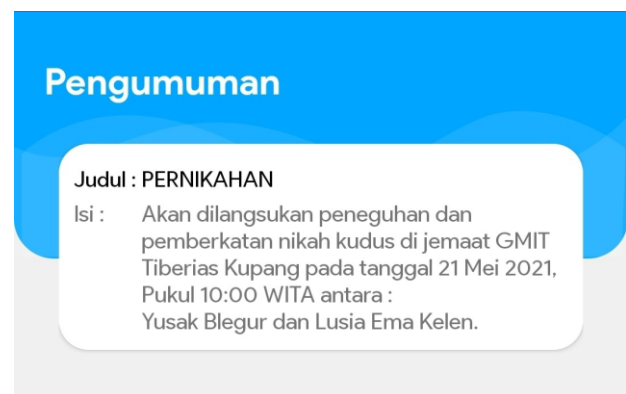 Pengumuman
Judul : PERNIKAHAN
Isi : Akan dilangsukan peneguhan dan
pemberkatan nikah kudus di jemaat GMIT
Tiberias Kupang pada tanggal 21 Mei 2021,
Pukul 10:00 WITA antara :
Yusak Blegur dan Lusia Ema Kelen.